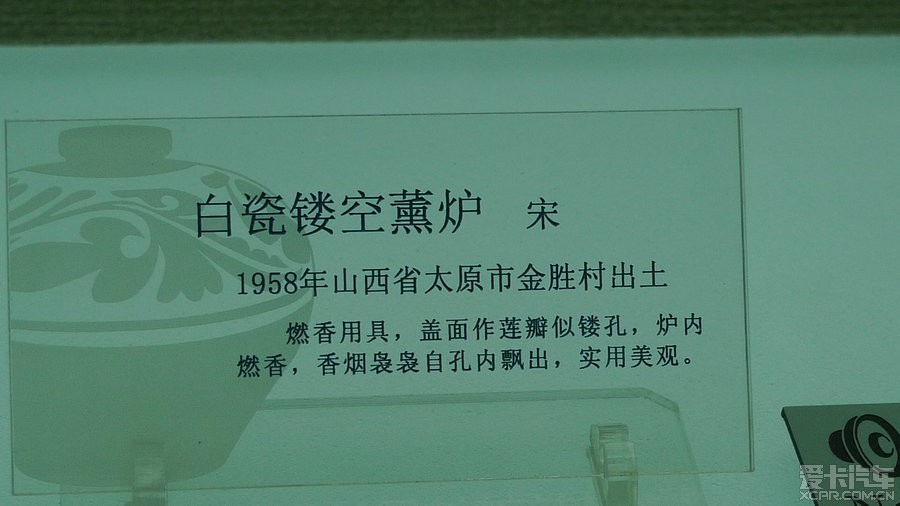 白瓷镂空薰炉 宋
1958年山西省太原市金胜村出土
燃香用具，盖面作莲瓣似镂孔，炉内
燃香，香烟袅袅自孔内飘出，实用美观。
爱卡汽车
XCAR.COM.CN